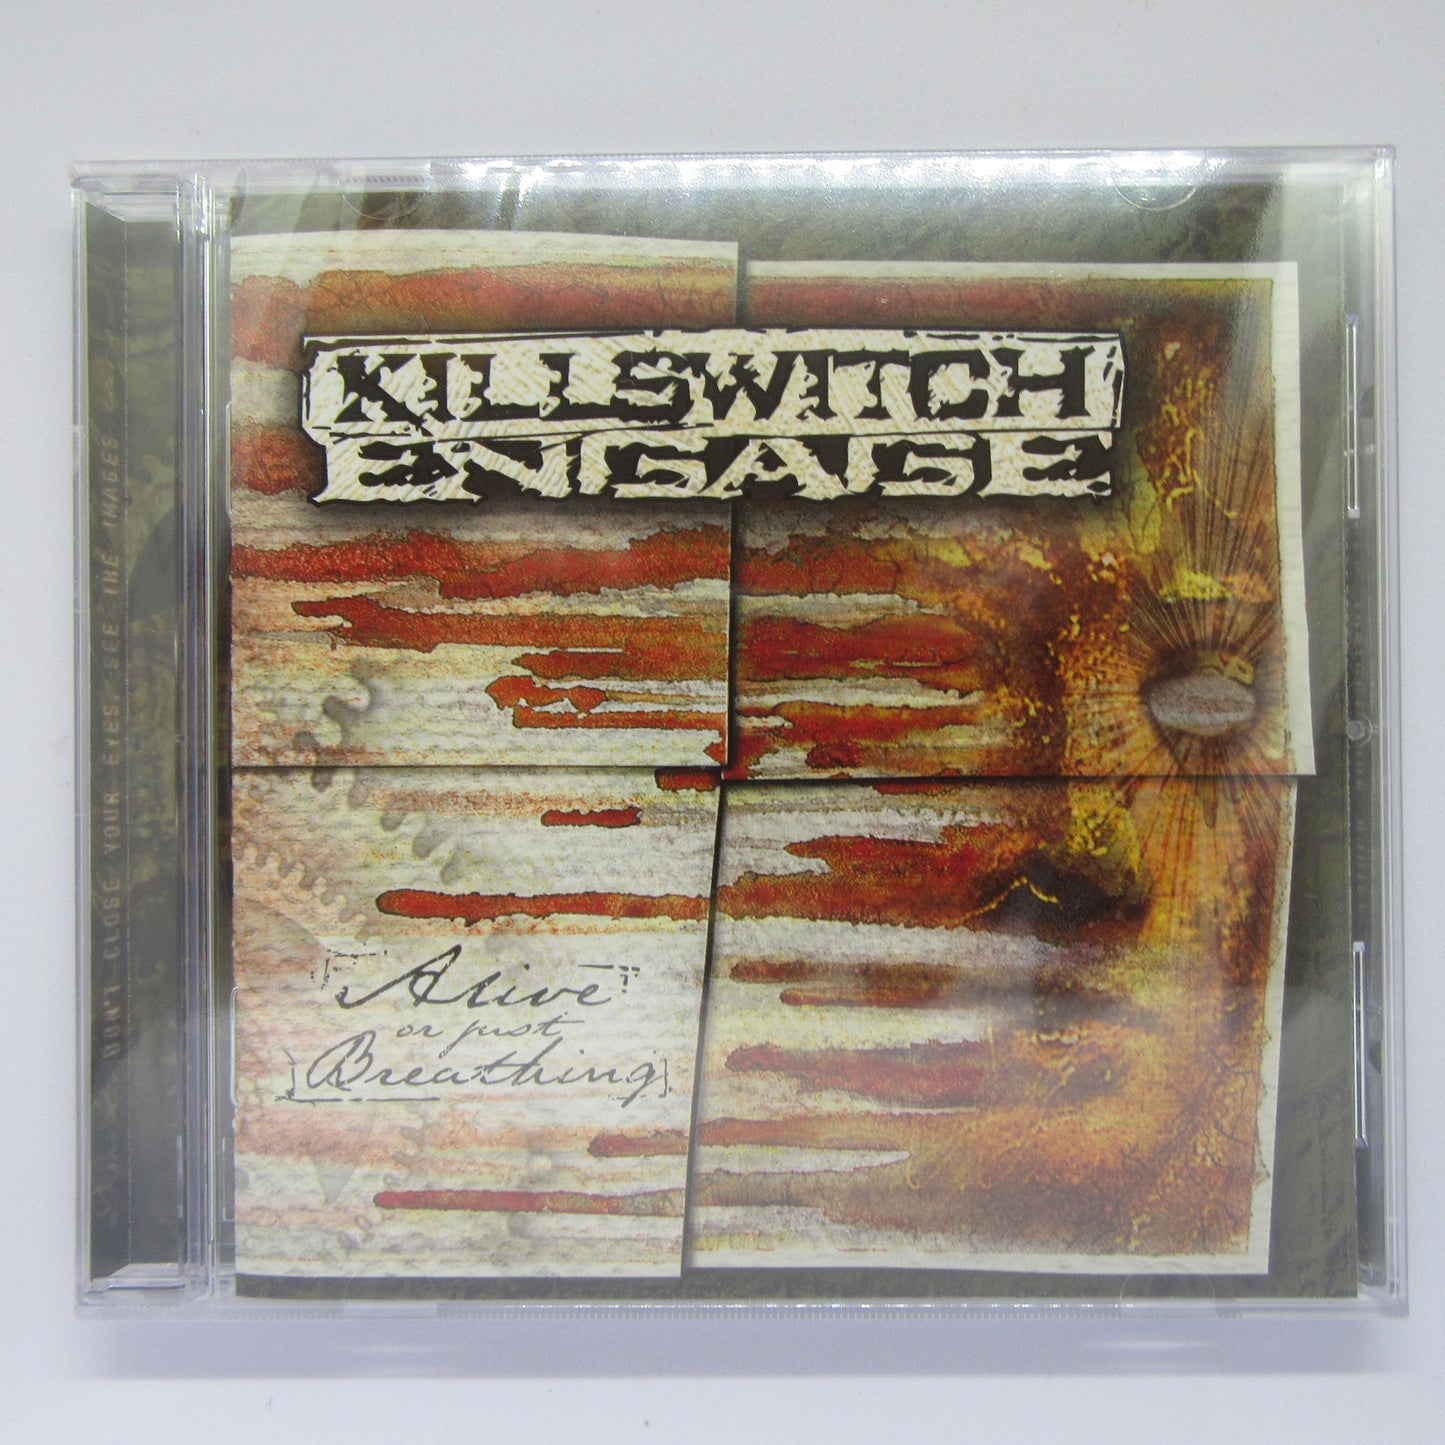 KILLSWITCH
ENGAGE
Alive
or just
Breathing
DON'T CLOSE YOUR EYES, SEE THE IMAGES